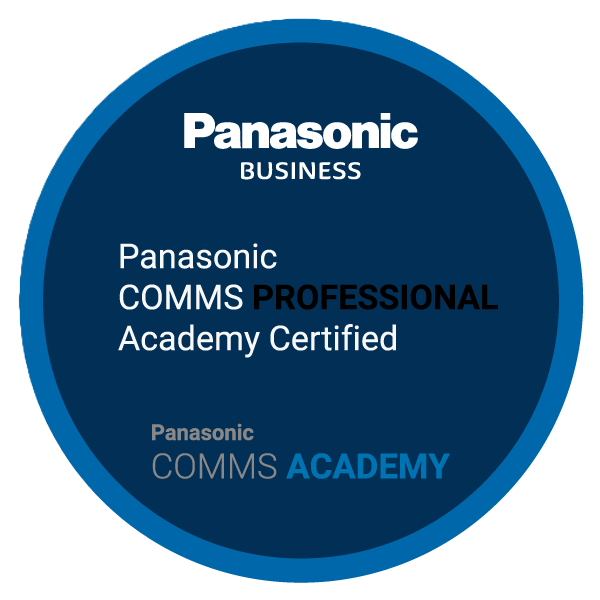 Panasonic
BUSINESS
Panasonic
COMMS PROFESSIONAL
Academy Certified
Panasonic
COMMS ACADEMY